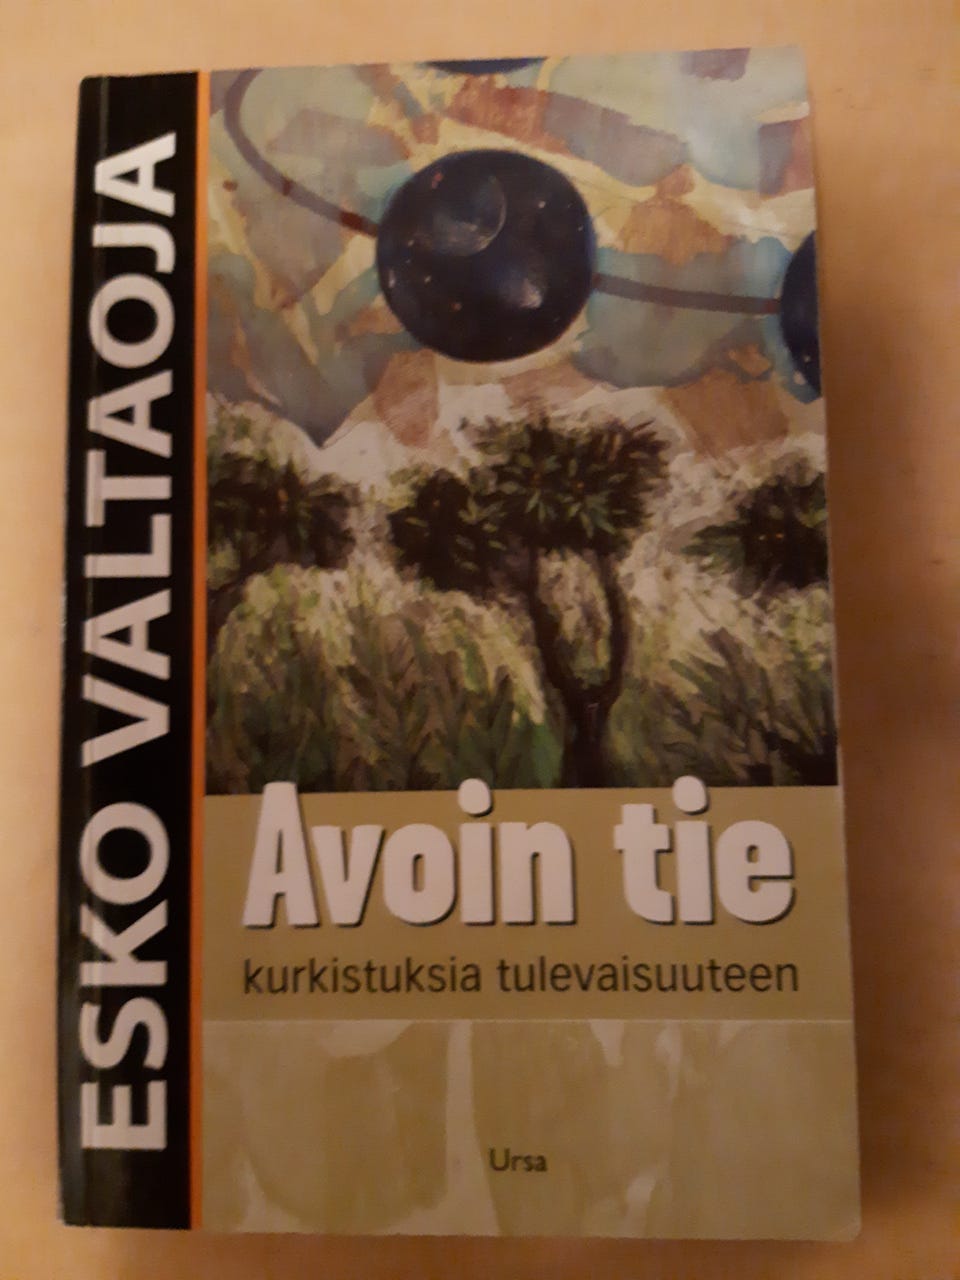 ESKO VALTAOJA
Avoin tie
kurkistuksia tulevaisuuteen
Ursa